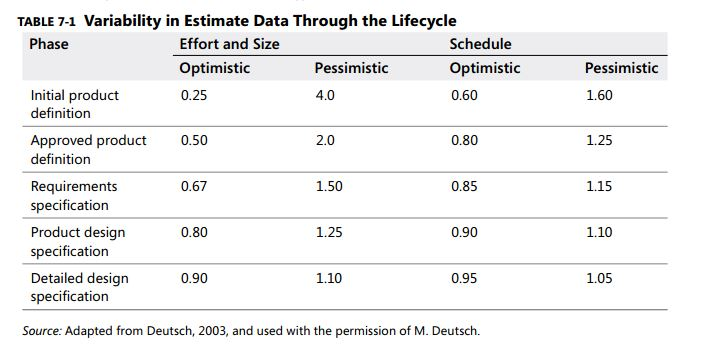 TABLE 7-1 Variability in Estimate Data Through the Lifecycle
Phase Effort and Size Schedule
Optimistic Pessimistic Optimistic Pessimistic
Initial product definition 0.25 4.0 0.60 1.60
Approved product definition 0.50 2.0 0.80 1.25
Requirements specification 0.67 1.50 0.85 1.15
Product design specification 0.80 1.25 0.90 1.10
Detailed design specification 0.90 1.10 0.95 1.05
Source: Adapted from Deutsch, 2003, and used with the permission of M. Deutsch.